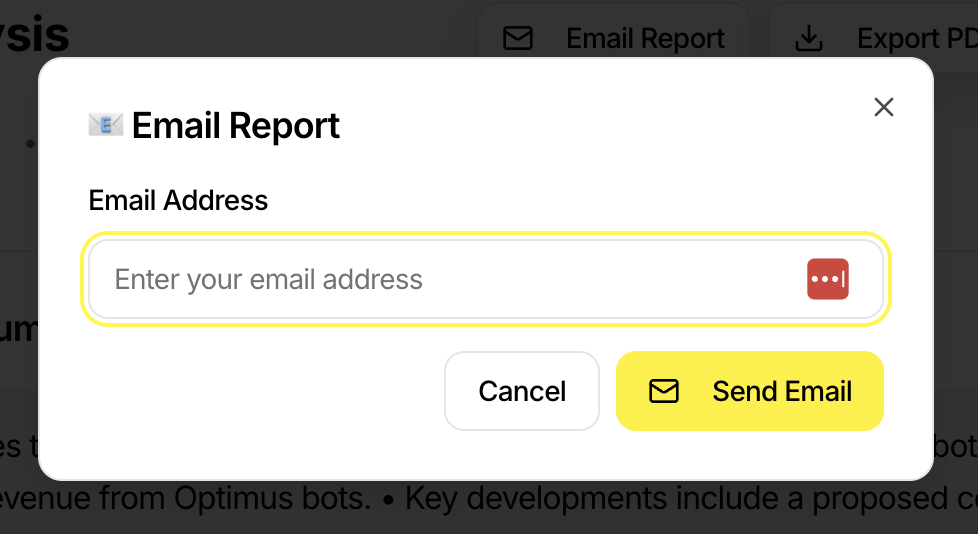 ysis
Email Report
Export PD
📧 Email Report
Email Address
Enter your email address
Cancel
Send Email
um
es t
bot
evenue from Optimus bots. • Key developments include a proposed c